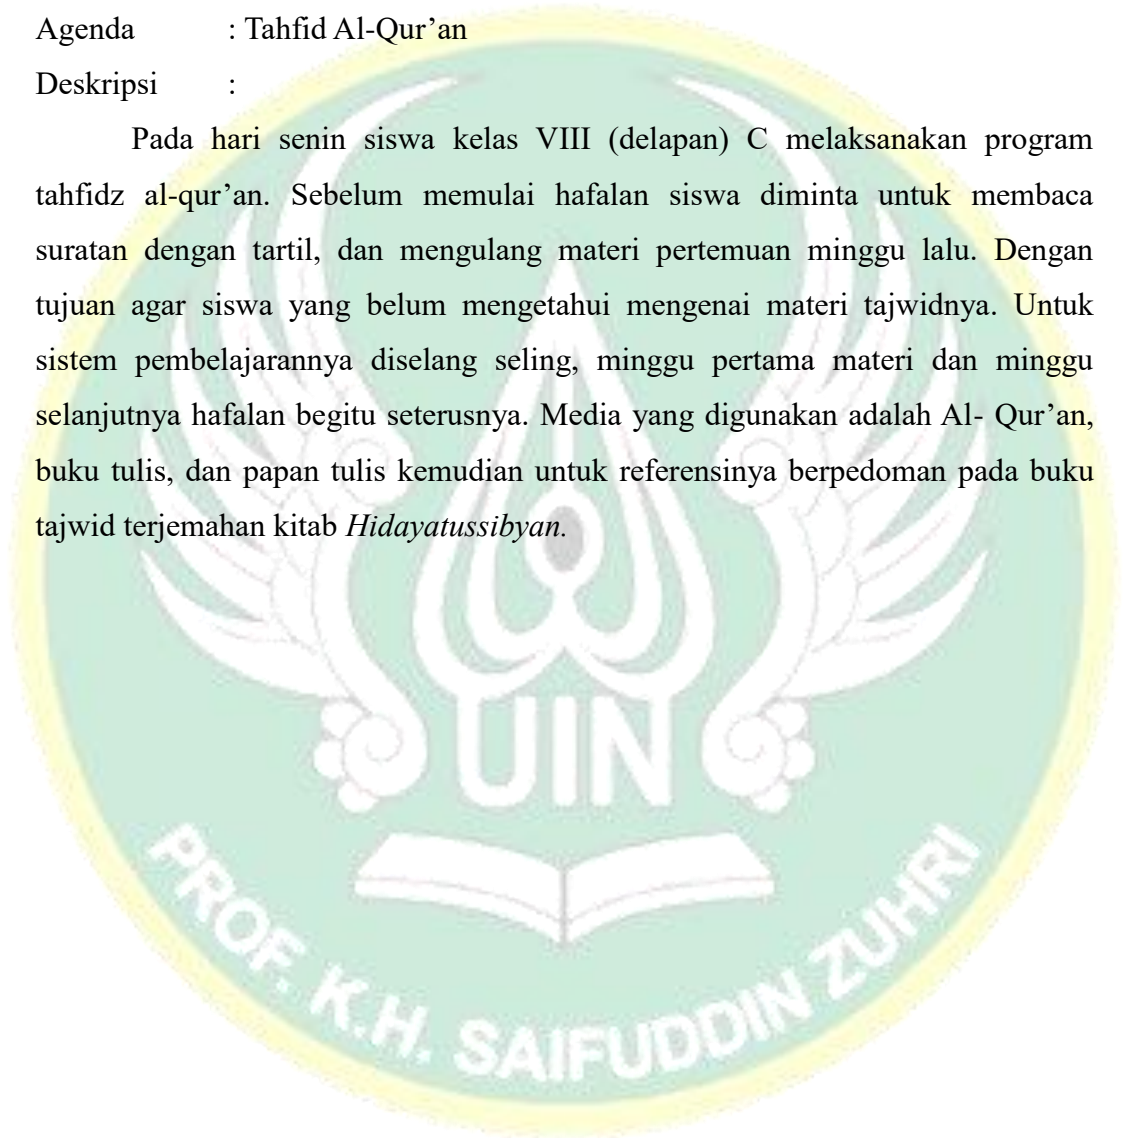 Agenda : Tahfid Al-Qur’an
Deskripsi :
Pada hari senin siswa kelas VIII (delapan) C melaksanakan program
tahfidz al-qur’an. Sebelum memulai hafalan siswa diminta untuk membaca
suratan dengan tartil, dan mengulang materi pertemuan minggu lalu. Dengan
tujuan agar siswa yang belum mengetahui mengenai materi tajwidnya. Untuk
sistem pembelajarannya diselang seling, minggu pertama materi dan minggu
selanjutnya hafalan begitu seterusnya. Media yang digunakan adalah Al- Qur’an,
buku tulis, dan papan tulis kemudian untuk referensinya berpedoman pada buku
tajwid terjemahan kitab Hidayatussibyan.
UIN
PROF. K.H. SAIFUDDIN ZUHRI